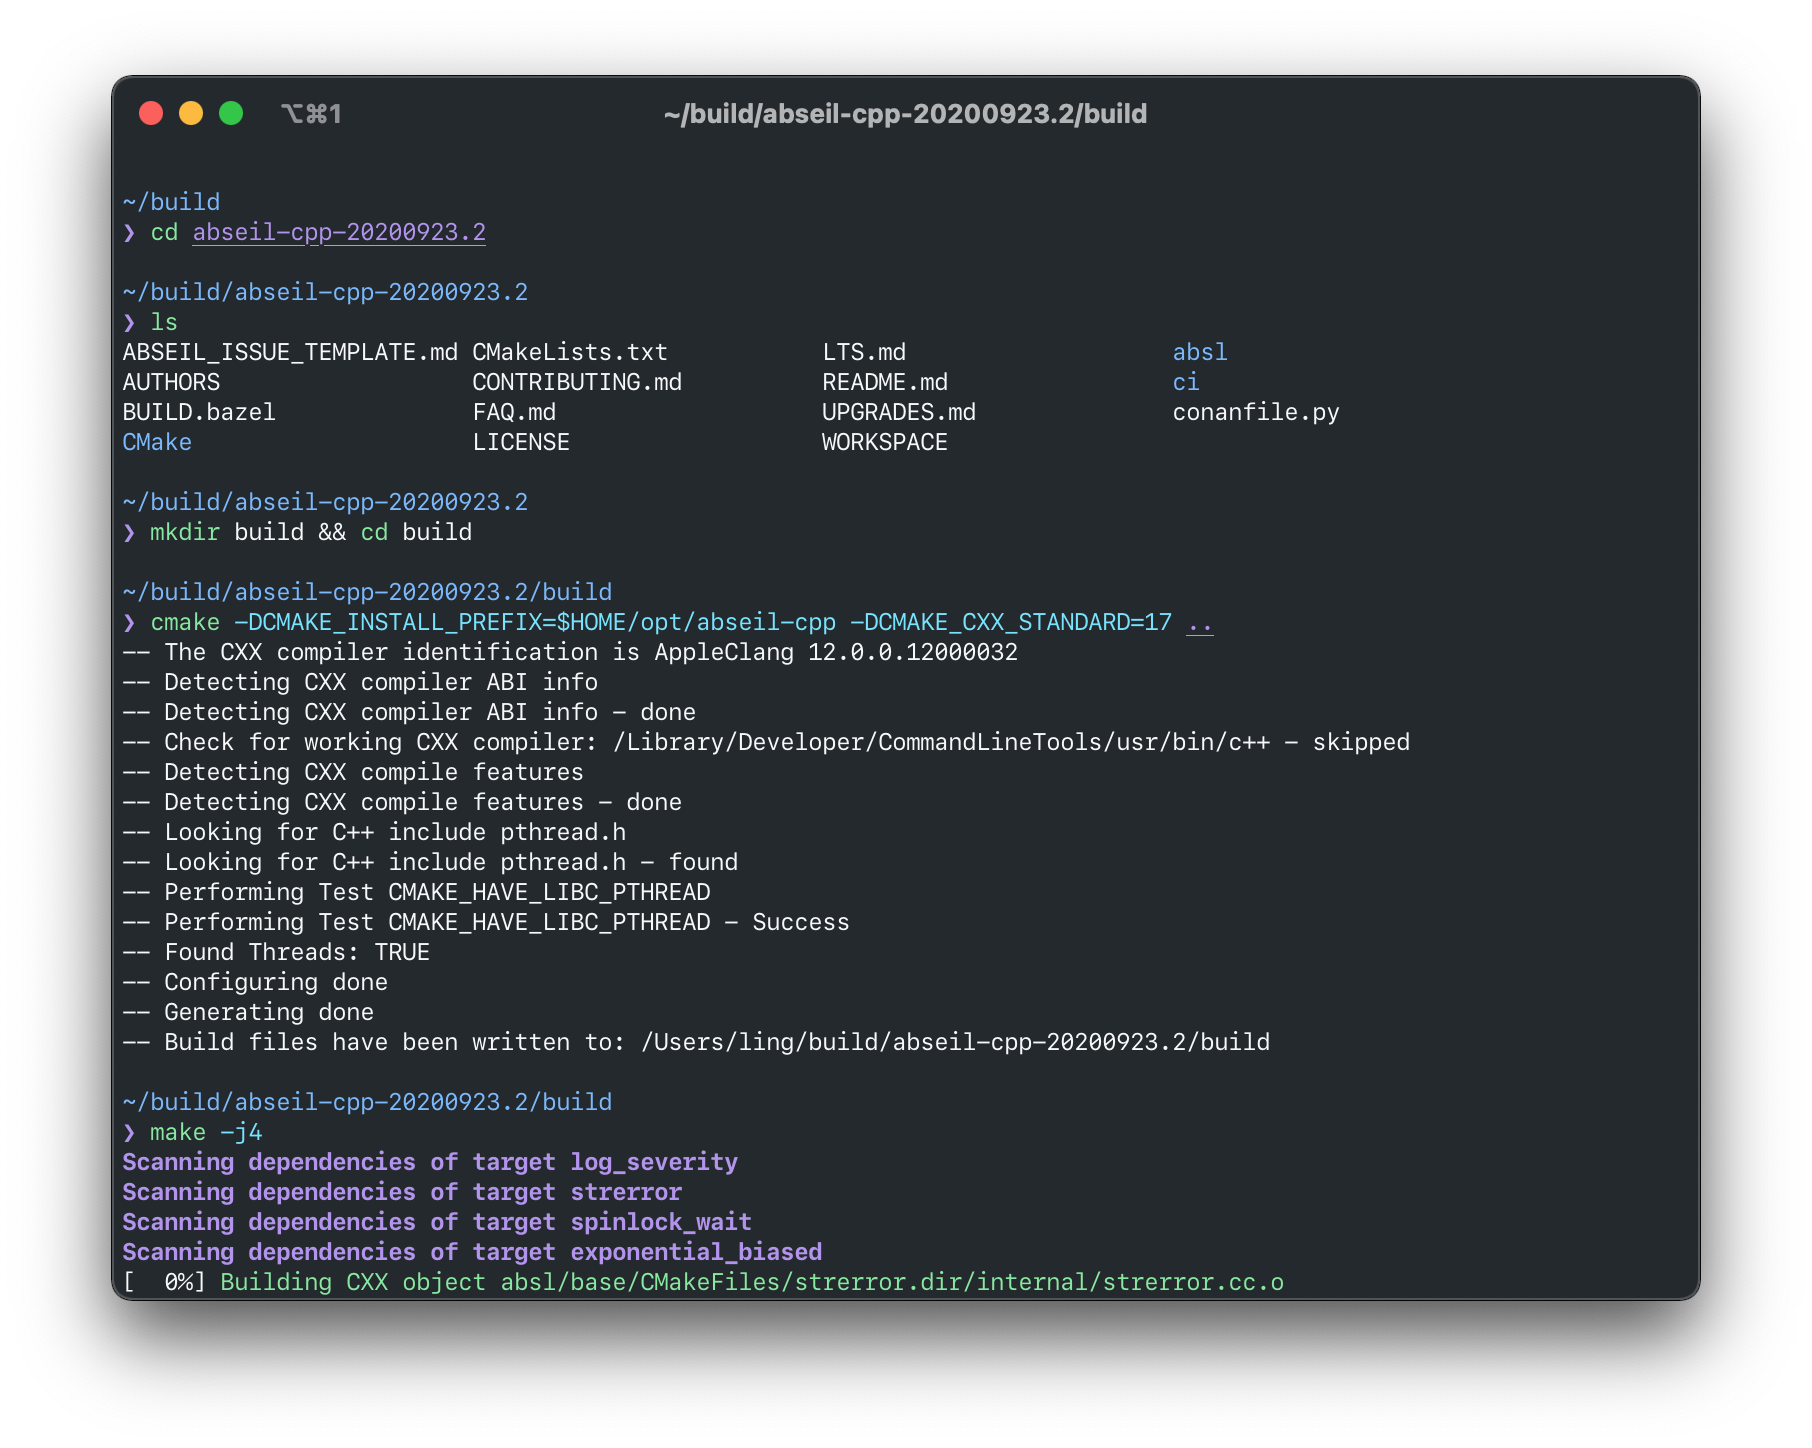 ⌥⌘1 ~/build/abseil-cpp-20200923.2/build
~/build
❯ cd abseil-cpp-20200923.2
~/build/abseil-cpp-20200923.2
❯ ls
ABSEIL_ISSUE_TEMPLATE.md CMakeLists.txt LTS.md absl
AUTHORS CONTRIBUTING.md README.md ci
BUILD.bazel FAQ.md UPGRADES.md conanfile.py
CMake LICENSE WORKSPACE
~/build/abseil-cpp-20200923.2
❯ mkdir build && cd build
~/build/abseil-cpp-20200923.2/build
❯ cmake -DCMAKE_INSTALL_PREFIX=$HOME/opt/abseil-cpp -DCMAKE_CXX_STANDARD=17 ..
-- The CXX compiler identification is AppleClang 12.0.0.12000032
-- Detecting CXX compiler ABI info
-- Detecting CXX compiler ABI info - done
-- Check for working CXX compiler: /Library/Developer/CommandLineTools/usr/bin/c++ - skipped
-- Detecting CXX compile features
-- Detecting CXX compile features - done
-- Looking for C++ include pthread.h
-- Looking for C++ include pthread.h - found
-- Performing Test CMAKE_HAVE_LIBC_PTHREAD
-- Performing Test CMAKE_HAVE_LIBC_PTHREAD - Success
-- Found Threads: TRUE
-- Configuring done
-- Generating done
-- Build files have been written to: /Users/ling/build/abseil-cpp-20200923.2/build
~/build/abseil-cpp-20200923.2/build
❯ make -j4
Scanning dependencies of target log_severity
Scanning dependencies of target strerror
Scanning dependencies of target spinlock_wait
Scanning dependencies of target exponential_biased
[  0%] Building CXX object absl/base/CMakeFiles/strerror.dir/internal/strerror.cc.o